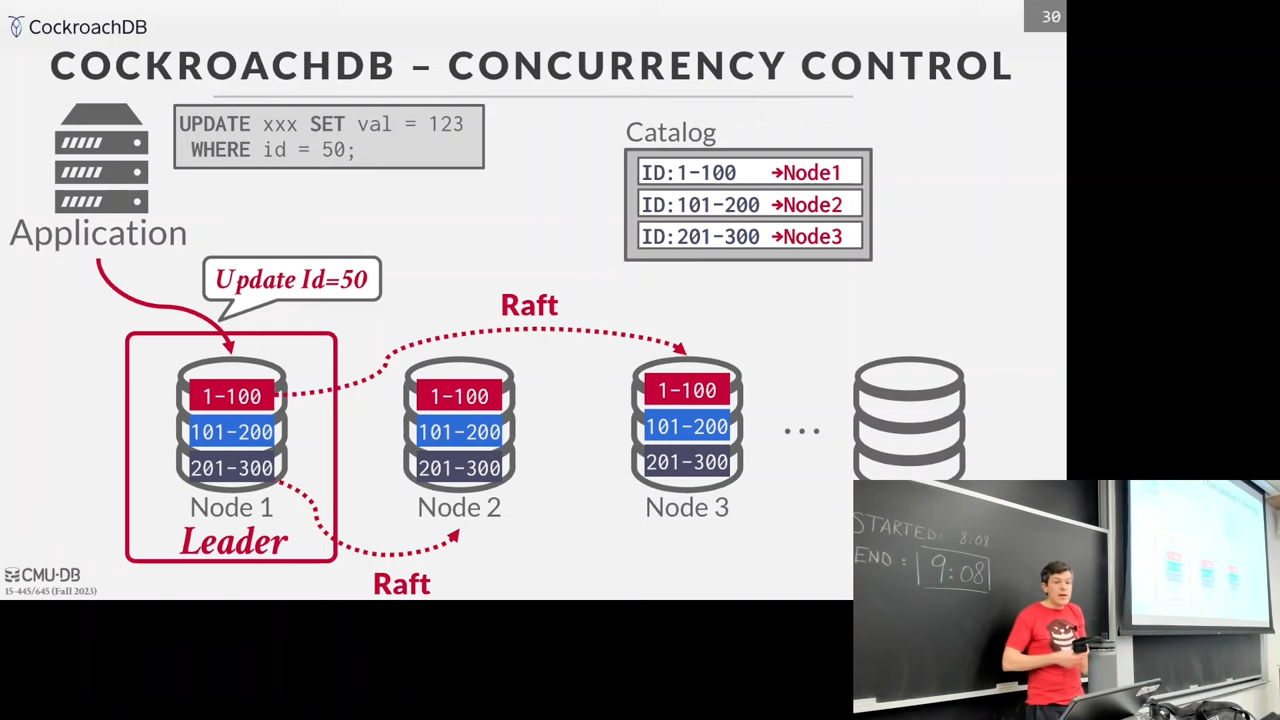 CockroachDB
30
COCKROACHDB – CONCURRENCY CONTROL
UPDATE xxx SET val = 123
WHERE id = 50;
Catalog
ID:1-100 →Node1
ID:101-200 →Node2
ID:201-300 →Node3
Application
Update Id=50
Raft
1-100
101-200
201-300
Node 1
Leader
1-100
101-200
201-300
Node 2
1-100
101-200
201-300
Node 3
...
Raft
CMU·DB
15-445/645 (Fall 2023)
STARTED: 8:08
END: 9:08